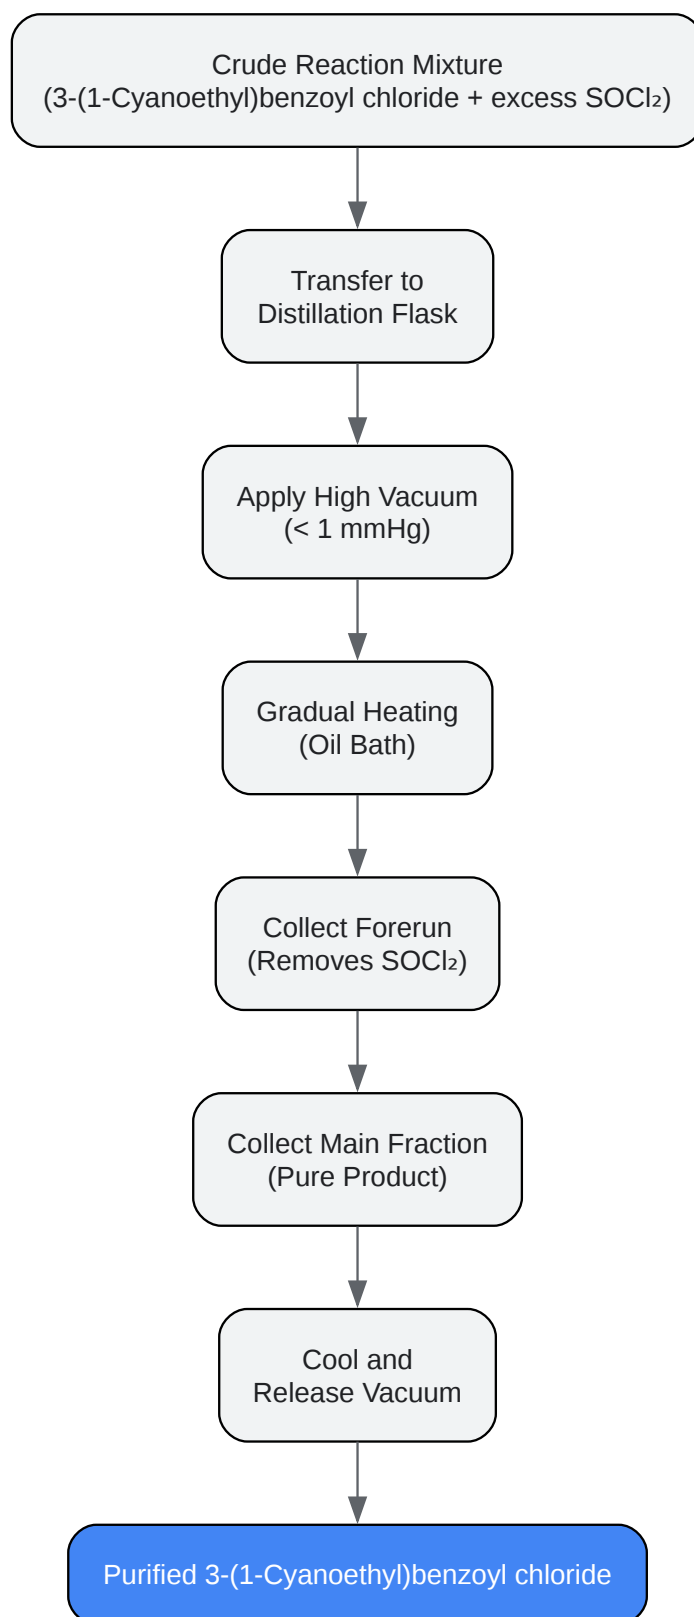 Crude Reaction Mixture
(3-(1-Cyanoethyl)benzoyl chloride + excess SOCl₂)
Transfer to
Distillation Flask
Apply High Vacuum
(< 1 mmHg)
Gradual Heating
(Oil Bath)
Collect Forerun
(Removes SOCl₂)
Collect Main Fraction
(Pure Product)
Cool and
Release Vacuum
Purified 3-(1-Cyanoethyl)benzoyl chloride